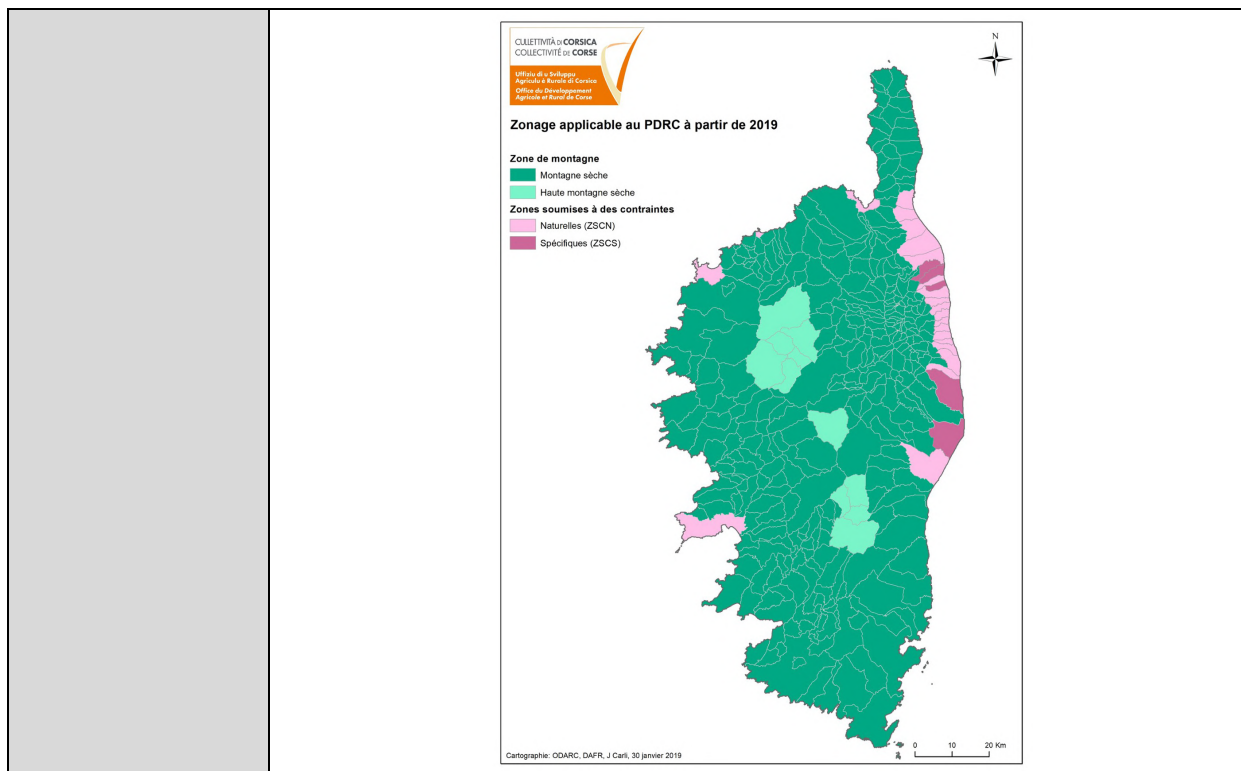 CULLETTIVITÀ DI CORSICA
COLLECTIVITÉ DE CORSE
Uffiziu di u Sviluppu
Agriculu è Rurale di Corsica
Office du Développement
Agricole et Rural de Corse
N
Zonage applicable au PDRC à partir de 2019
Zone de montagne
Montagne sèche
Haute montagne sèche
Zones soumises à des contraintes
Naturelles (ZSCN)
Spécifiques (ZSCS)
Cartographie: ODARC, DAFR, J Carli, 30 janvier 2019
0 10 20 Km